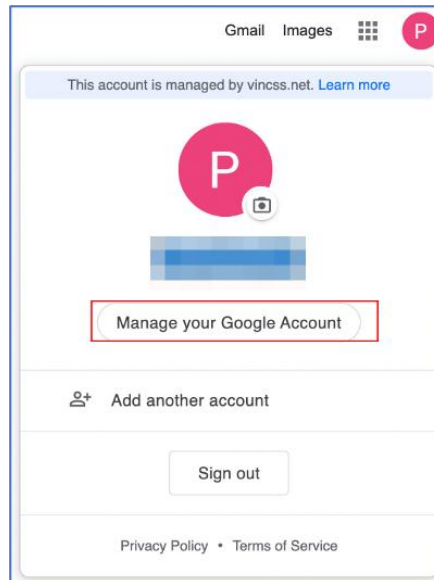 Gmail Images
P
This account is managed by vincss.net. Learn more
P
Manage your Google Account
Add another account
Sign out
Privacy Policy • Terms of Service